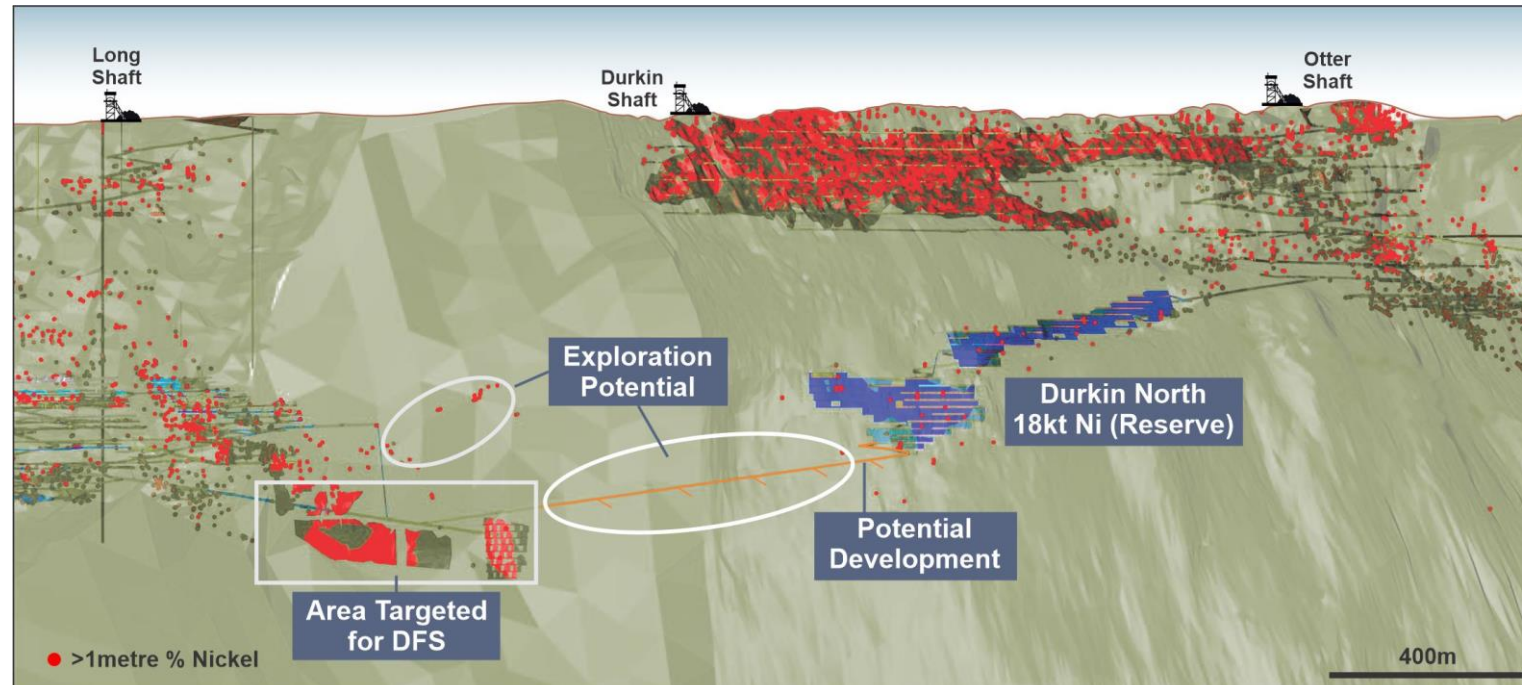 Long
Shaft
Durkin
Shaft
Otter
Shaft
Exploration
Potential
Durkin North
18kt Ni (Reserve)
Potential
Development
Area Targeted
for DFS
>1metre % Nickel
400m